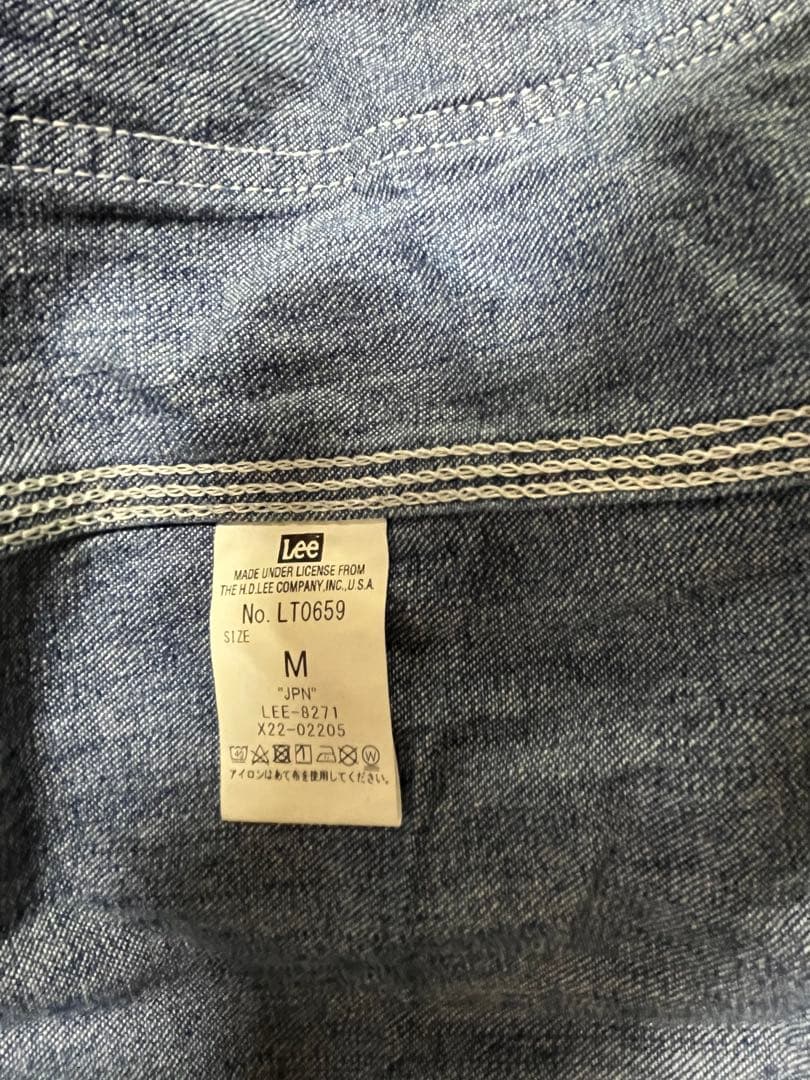 Lee
MADE UNDER LICENSE FROM
THE H.D.LEE COMPANY,INC.,U.S.A.
No. LT0659
SIZE
M
"JPN"
LEE-8271
X22-02205
アイロンはあて布を使用してください。